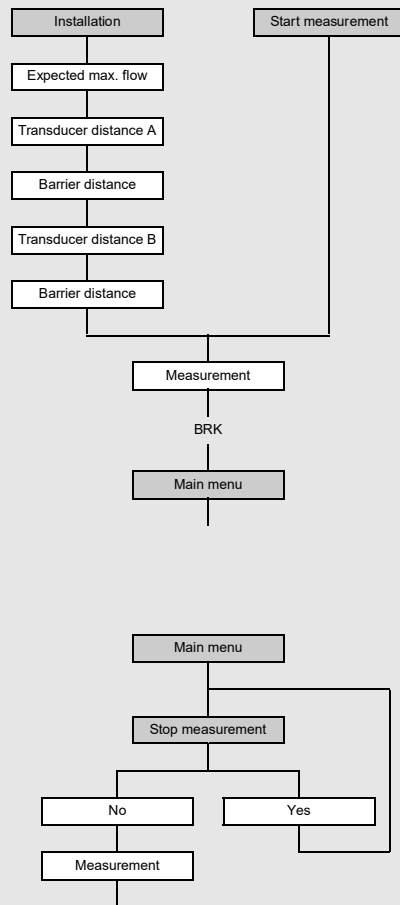 Installation
Start measurement
Expected max. flow
Transducer distance A
Barrier distance
Transducer distance B
Barrier distance
Measurement
BRK
Main menu
Main menu
Stop measurement
No
Yes
Measurement